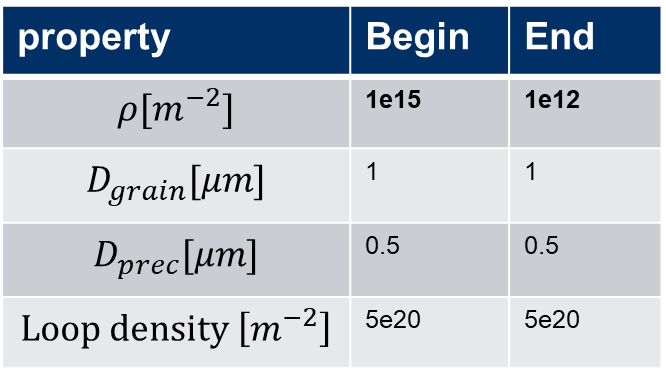 property Begin End
ρ[m⁻²] 1e15 1e12
D_grain[μm] 1 1
D_prec[μm] 0.5 0.5
Loop density [m⁻²] 5e20 5e20